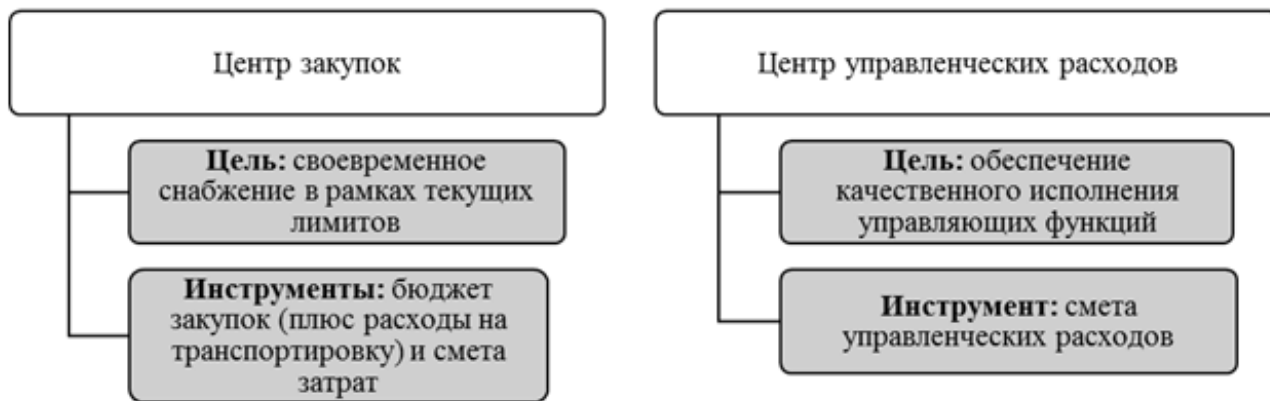 Центр закупок
Цель: своевременное
снабжение в рамках текущих
лимитов
Инструменты: бюджет
закупок (плюс расходы на
транспортировку) и смета
затрат
Центр управленческих расходов
Цель: обеспечение
качественного исполнения
управляющих функций
Инструмент: смета
управленческих расходов